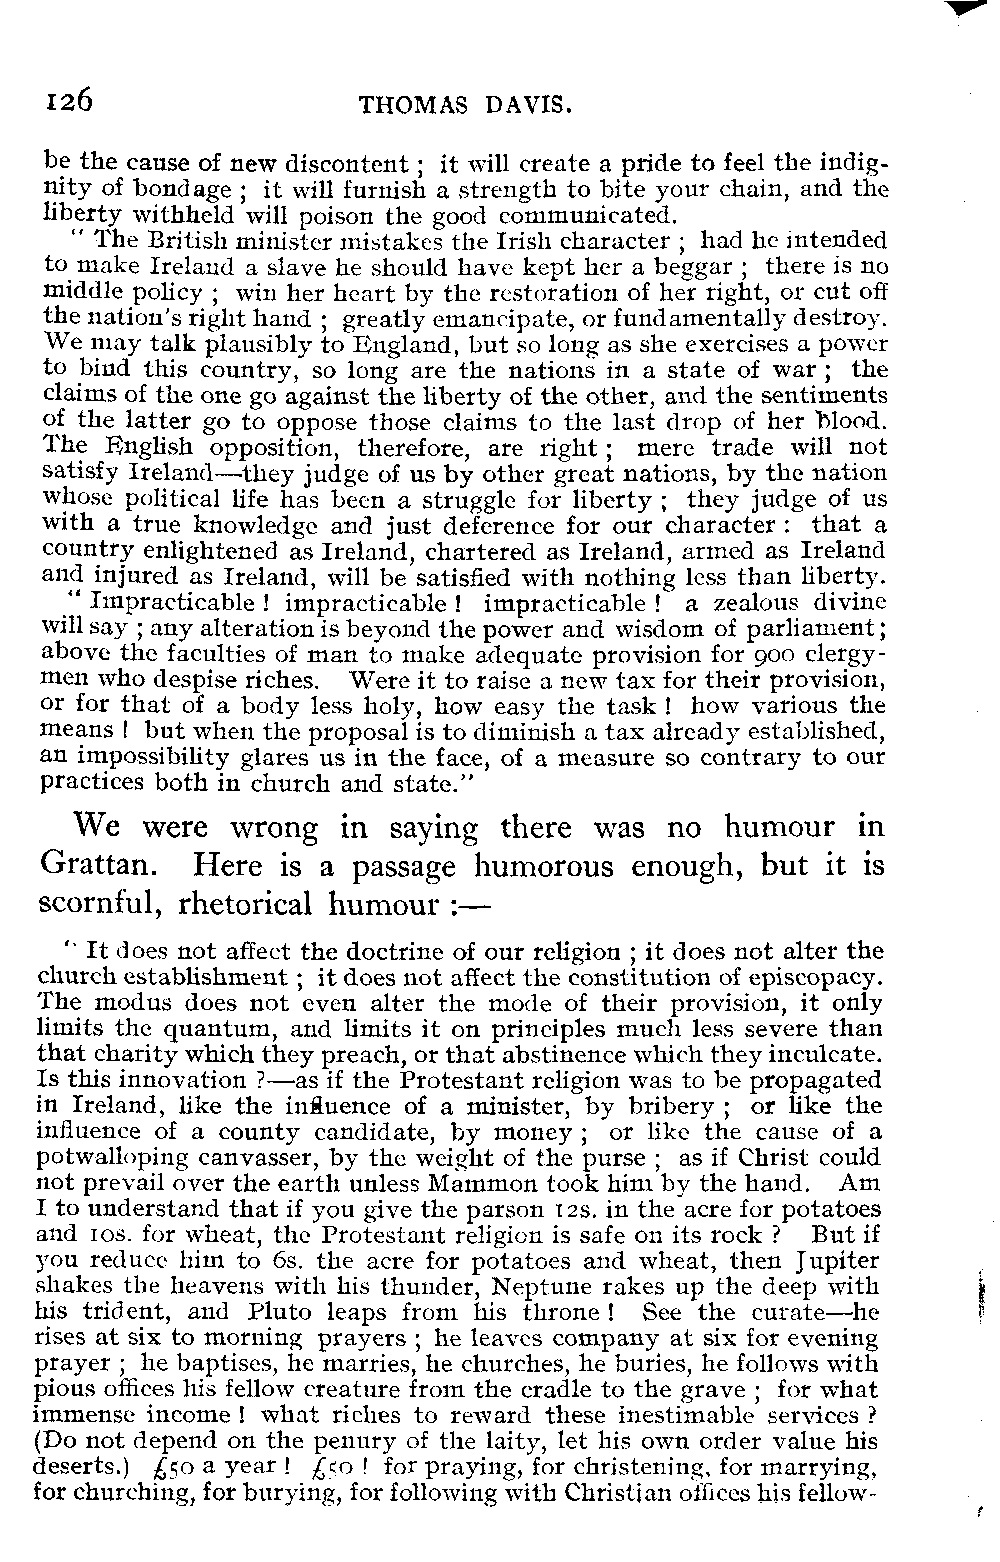 126 THOMAS DAVIS.
be the cause of new discontent ; it will create a pride to feel the indig-
nity of bondage ; it will furnish a strength to bite your chain, and the
liberty withheld will poison the good communicated.
“ The British minister mistakes the Irish character ; had he intended
to make Ireland a slave he should have kept her a beggar ; there is no
middle policy ; win her heart by the restoration of her right, or cut off
the nation's right hand ; greatly emancipate, or fundamentally destroy.
We may talk plausibly to England, but so long as she exercises a power
to bind this country, so long are the nations in a state of war ; the
claims of the one go against the liberty of the other, and the sentiments
of the latter go to oppose those claims to the last drop of her blood.
The English opposition, therefore, are right ; mere trade will not
satisfy Ireland—they judge of us by other great nations, by the nation
whose political life has been a struggle for liberty ; they judge of us
with a true knowledge and just deference for our character : that a
country enlightened as Ireland, chartered as Ireland, armed as Ireland
and injured as Ireland, will be satisfied with nothing less than liberty.
“ Impracticable ! impracticable ! impracticable ! a zealous divine
will say ; any alteration is beyond the power and wisdom of parliament ;
above the faculties of man to make adequate provision for 900 clergy-
men who despise riches. Were it to raise a new tax for their provision,
or for that of a body less holy, how easy the task ! how various the
means ! but when the proposal is to diminish a tax already established,
an impossibility glares us in the face, of a measure so contrary to our
practices both in church and state.”
We were wrong in saying there was no humour in
Grattan. Here is a passage humorous enough, but it is
scornful, rhetorical humour :—
“ It does not affect the doctrine of our religion ; it does not alter the
church establishment ; it does not affect the constitution of episcopacy.
The modus does not even alter the mode of their provision, it only
limits the quantum, and limits it on principles much less severe than
that charity which they preach, or that abstinence which they inculcate.
Is this innovation ?—as if the Protestant religion was to be propagated
in Ireland, like the influence of a minister, by bribery ; or like the
influence of a county candidate, by money ; or like the cause of a
potwalloping canvasser, by the weight of the purse ; as if Christ could
not prevail over the earth unless Mammon took him by the hand. Am
I to understand that if you give the parson 12s. in the acre for potatoes
and 10s. for wheat, the Protestant religion is safe on its rock ? But if
you reduce him to 6s. the acre for potatoes and wheat, then Jupiter
shakes the heavens with his thunder, Neptune rakes up the deep with
his trident, and Pluto leaps from his throne ! See the curate—he
rises at six to morning prayers ; he leaves company at six for evening
prayer ; he baptises, he marries, he churches, he buries, he follows with
pious offices his fellow creature from the cradle to the grave ; for what
immense income ! what riches to reward these inestimable services ?
(Do not depend on the penury of the laity, let his own order value his
deserts.) £50 a year ! £50 ! for praying, for christening, for marrying,
for churching, for burying, for following with Christian offices his fellow-